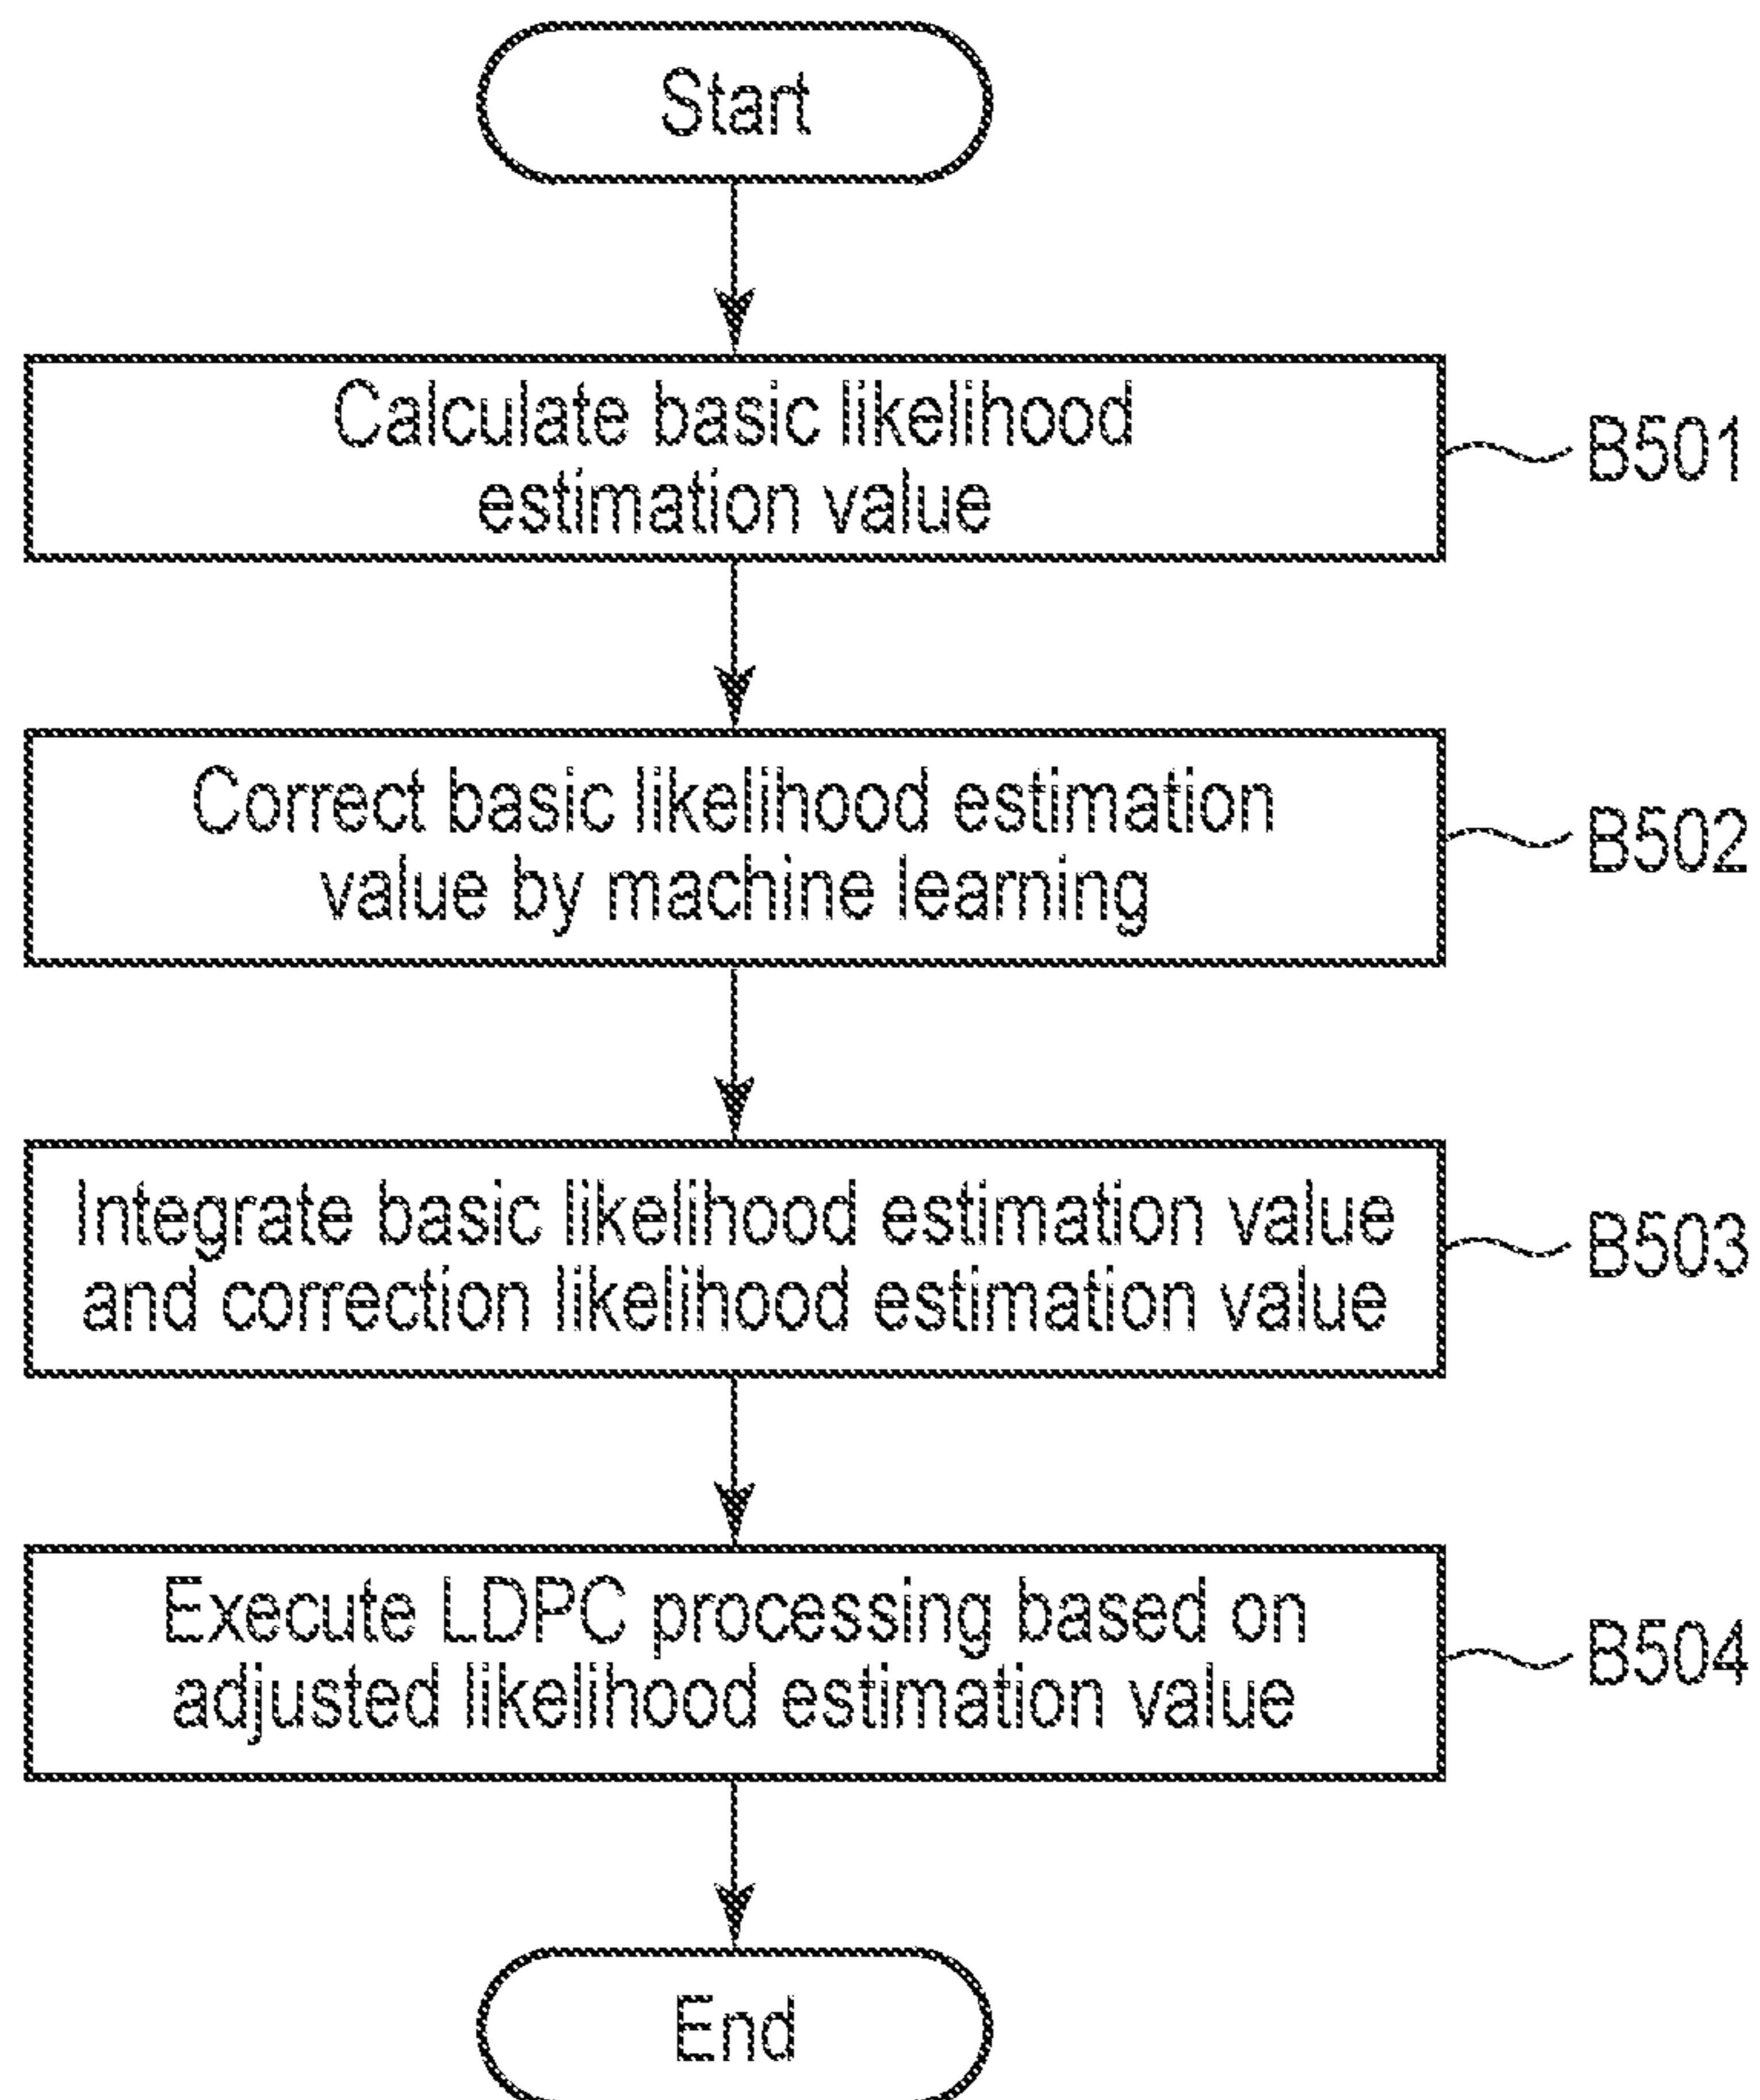 Start
Calculate basic likelihood
estimation value
B501
Correct basic likelihood estimation
value by machine learning
B502
Integrate basic likelihood estimation value
and correction likelihood estimation value
B503
Execute LDPC processing based on
adjusted likelihood estimation value
B504
End